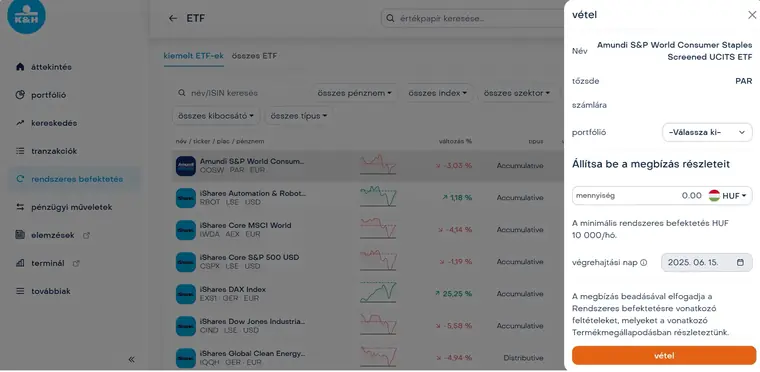 K&H
áttekintés
portfólió
kereskedés
tranzakciók
rendszeres befektetés
pénzügyi műveletek
elemzések
terminál
továbbiak
ETF
értékpapír keresése...
kiemelt ETF-ek
összes ETF
név/ISIN keresés
összes pénznem
összes index
összes szektor
összes kibocsátó
összes típus
név / ticker / piac / pénznem
változás %
típus
Amundi S&P World Consum...
COSW · PAR · EUR
-3,03 %
Accumulative
iShares Automation & Robot...
RBOT · LSE · USD
1,18 %
Accumulative
iShares Core MSCI World
IWDA · AEX · EUR
-4,14 %
Accumulative
iShares Core S&P 500 USD
CSPX · LSE · USD
-1,19 %
Accumulative
iShares DAX Index
EXS1 · GER · EUR
25,25 %
Accumulative
iShares Dow Jones Industria...
CIND · LSE · USD
-5,58 %
Accumulative
iShares Global Clean Energy...
IQQH · GER · EUR
-4,94 %
Distributive
vétel
Név
Amundi S&P World Consumer Staples
Screened UCITS ETF
tőzsde
PAR
számlára
portfólió
-Válassza ki-
Állítsa be a megbízás részleteit
mennyiség
0.00
HUF
A minimális rendszeres befektetés HUF
10 000/hó.
végrehajtási nap
2025. 06. 15.
A megbízás beadásával elfogadja a
Rendszeres befektetésre vonatkozó
feltételeket, melyeket a vonatkozó
Termékmegállapodásban részleteztünk.
vétel